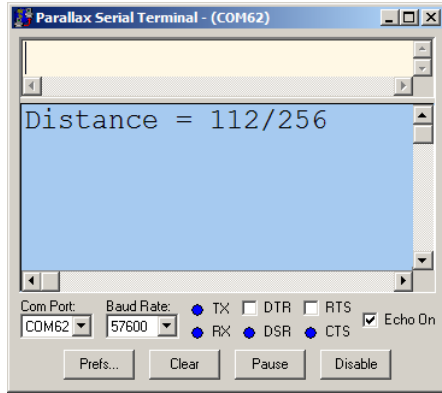 Parallax Serial Terminal - (COM62)
Distance = 112/256
Com Port: Baud Rate: TX DTR RTS
COM62 57600 RX DSR CTS Echo On
Prefs... Clear Pause Disable